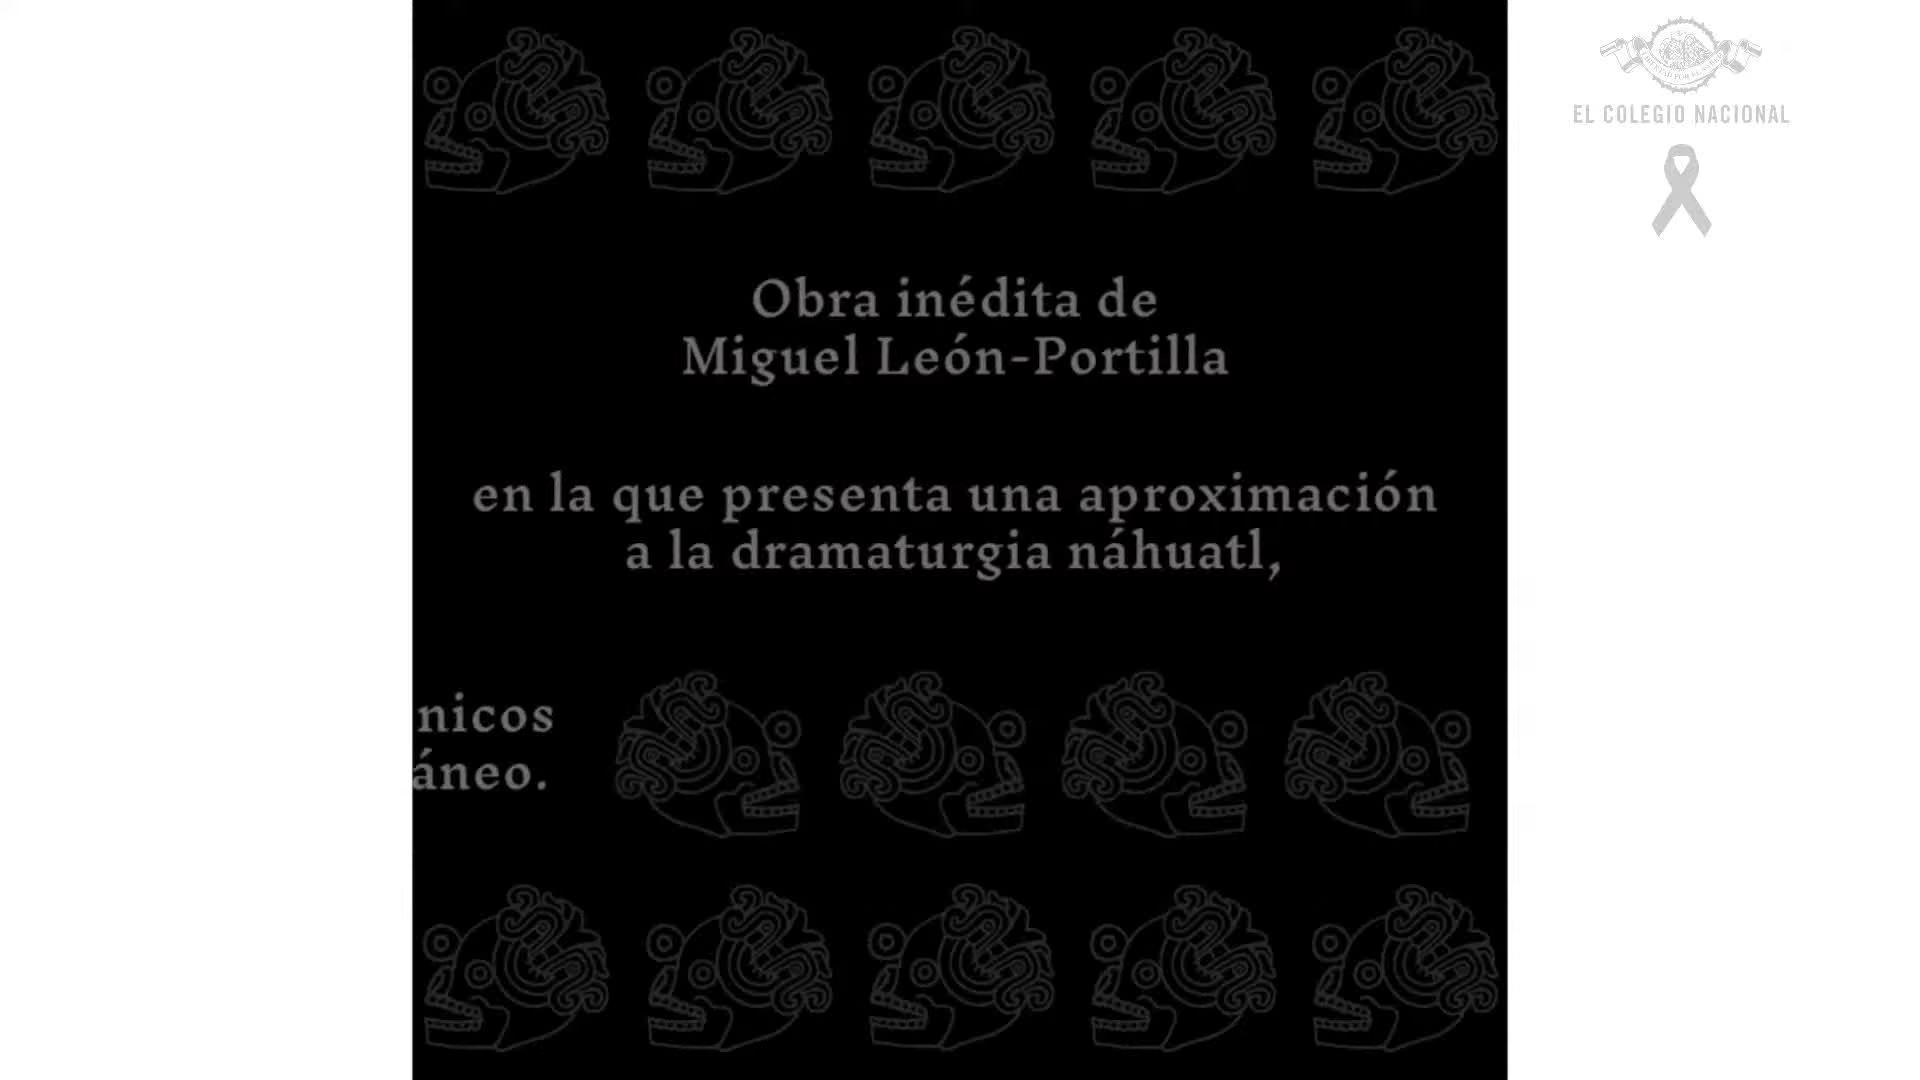 Obra inédita de
Miguel León-Portilla
en la que presenta una aproximación
a la dramaturgia náhuatl,
nicos
áneo.
EL COLEGIO NACIONAL